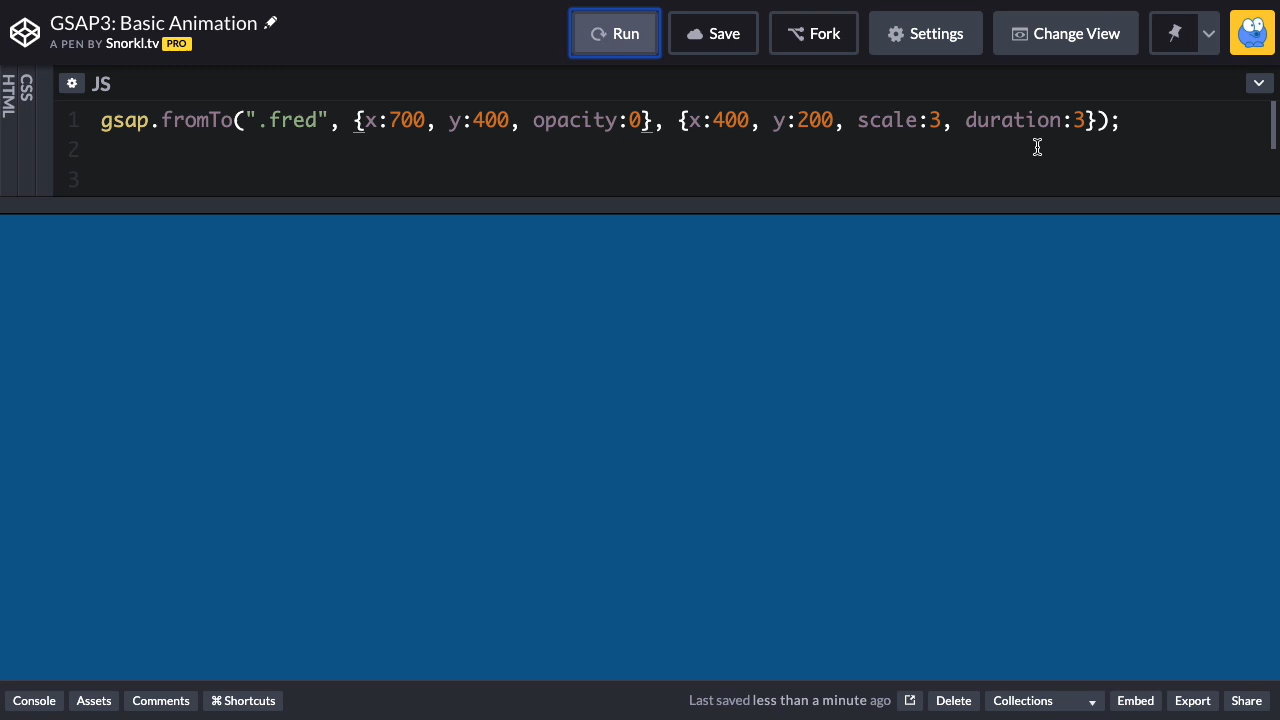 GSAP3: Basic Animation
A PEN BY Snorkl.tv PRO
Run
Save
Fork
Settings
Change View
HTML
CSS
JS
1 gsap.fromTo(".fred", {x:700, y:400, opacity:0}, {x:400, y:200, scale:3, duration:3});
2
3
Console
Assets
Comments
⌘ Shortcuts
Last saved less than a minute ago
Delete
Collections
Embed
Export
Share